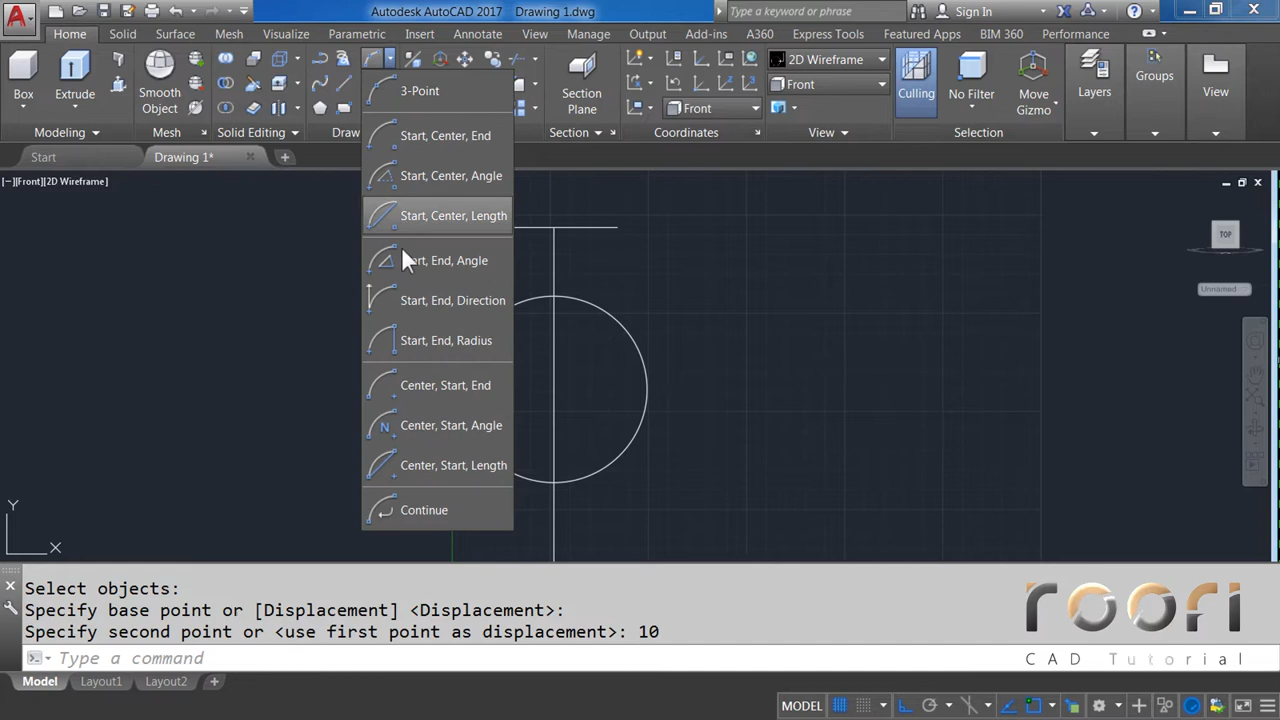 Autodesk AutoCAD 2017 Drawing 1.dwg
Type a keyword or phrase
Sign In
Home Solid Surface Mesh Visualize Parametric Insert Annotate View Manage Output Add-ins A360 Express Tools Featured Apps BIM 360 Performance
Box
Extrude
Smooth
Object
Section
Plane
2D Wireframe
Front
Front
Culling
No Filter
Move
Gizmo
Layers
Groups
View
Modeling
Mesh
Solid Editing
Section
Coordinates
View
Selection
Start
Drawing 1*
[−][Front][2D Wireframe]
3-Point
Start, Center, End
Start, Center, Angle
Start, Center, Length
End, Angle
Start, End, Direction
Start, End, Radius
Center, Start, End
Center, Start, Angle
Center, Start, Length
Continue
TOP
Unnamed
Y
X
Select objects:
Specify base point or [Displacement] <Displacement>:
Specify second point or <use first point as displacement>: 10
Type a command
roofi
CAD Tutorial
Model Layout1 Layout2
MODEL